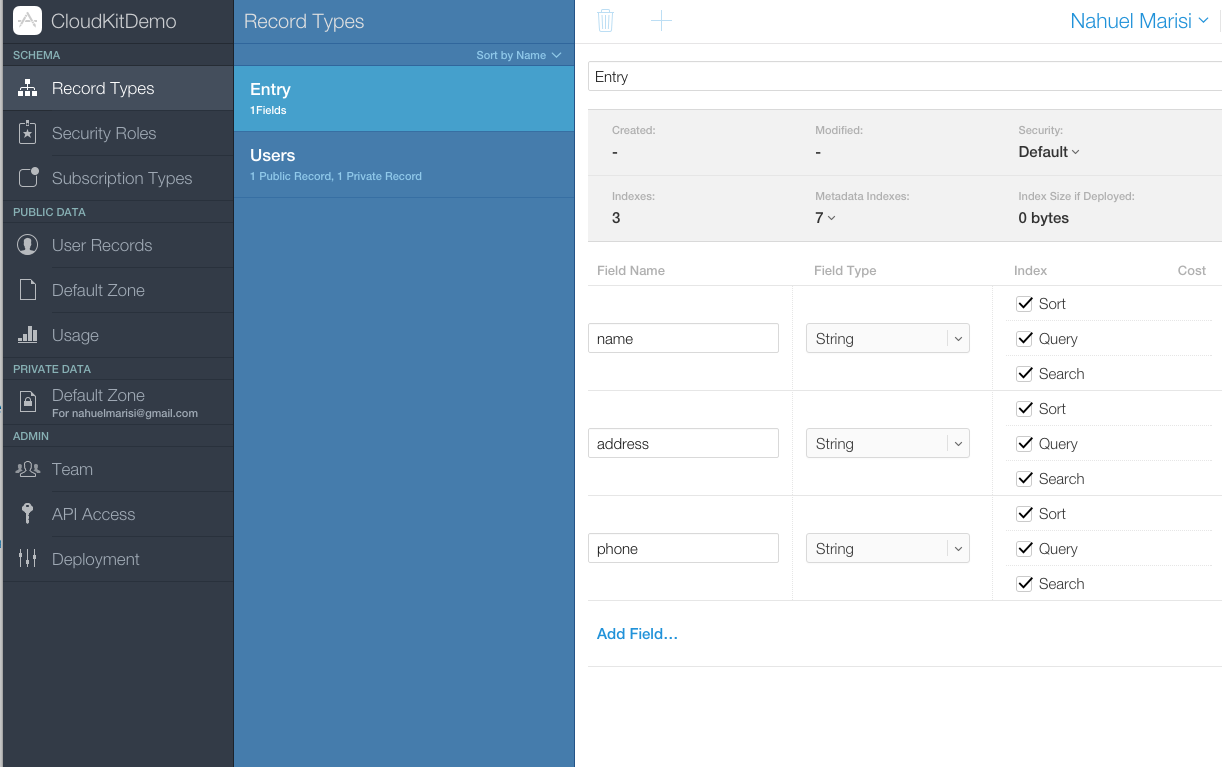 CloudKitDemo
SCHEMA
Record Types
Security Roles
Subscription Types
PUBLIC DATA
User Records
Default Zone
Usage
PRIVATE DATA
Default Zone
For nahuelmarisi@gmail.com
ADMIN
Team
API Access
Deployment
Record Types
Sort by Name
Entry
1Fields
Users
1 Public Record, 1 Private Record
Nahuel Marisi
Entry
Created: Modified: Security:
- - Default
Indexes: Metadata Indexes: Index Size if Deployed:
3 7 0 bytes
Field Name Field Type Index Cost
Sort
name String Query
Search
Sort
address String Query
Search
Sort
phone String Query
Search
Add Field...